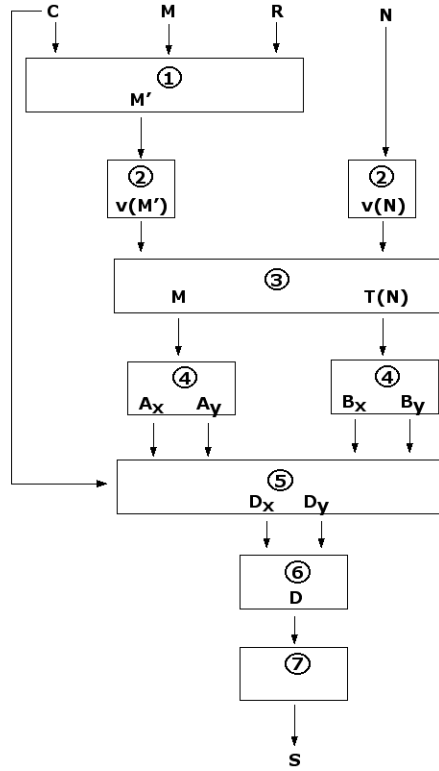 C M R N
①
M′
② ②
v(M′) v(N)
③
M T(N)
④ ④
Ax Ay Bx By
⑤
Dx Dy
⑥
D
⑦
S